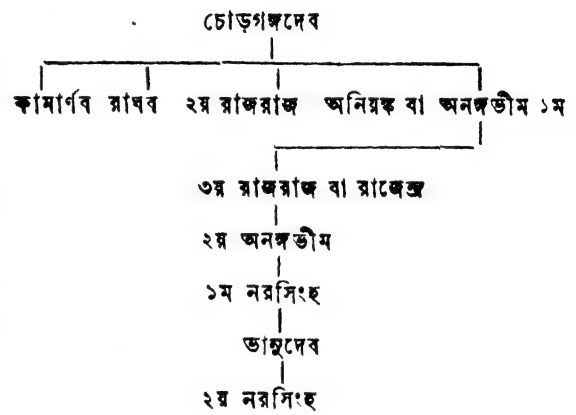 চোড়গঙ্গদেব
কামার্ণব রাঘব ২য় রাজরাজ অনিয়ঙ্ক বা অনঙ্গভীম ১ম
৩য় রাজরাজ বা রাজেন্দ্র
২য় অনঙ্গভীম
১ম নরসিংহ
ভানুদেব
২য় নরসিংহ